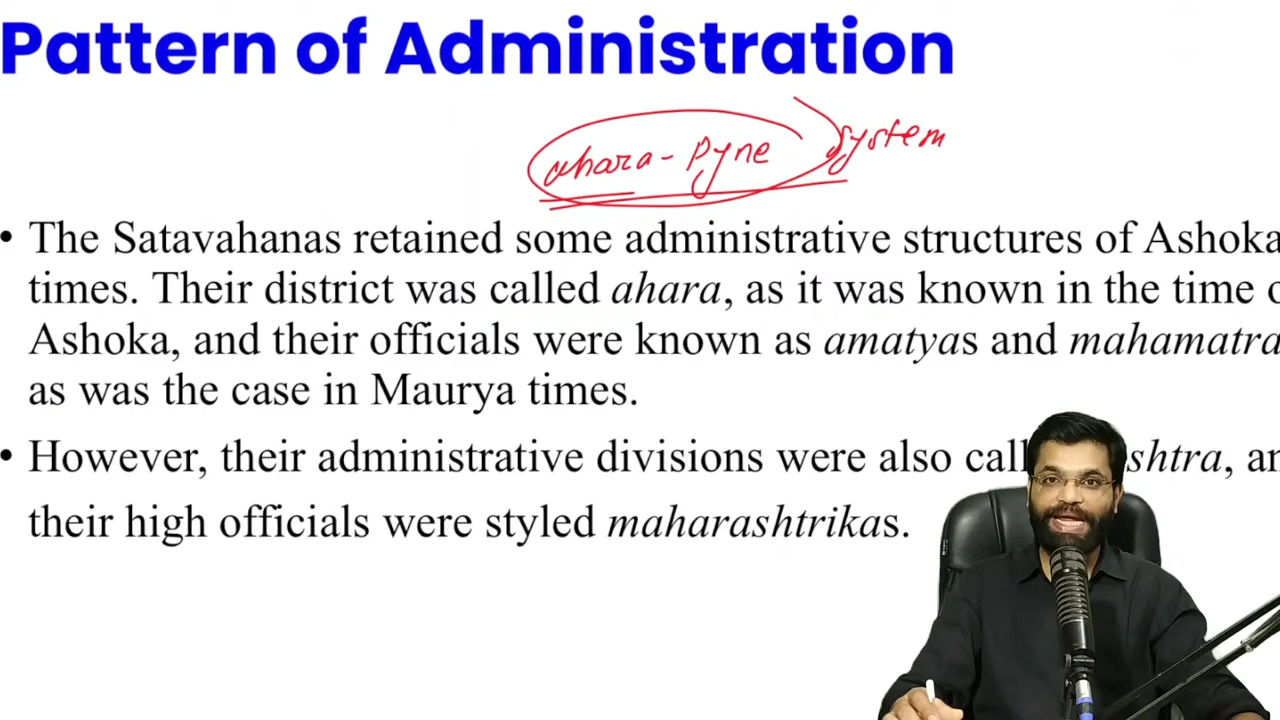 Pattern of Administration
ahara - Pyne system
• The Satavahanas retained some administrative structures of Ashoka
times. Their district was called ahara, as it was known in the time
Ashoka, and their officials were known as amatyas and mahamatra
as was the case in Maurya times.
• However, their administrative divisions were also
their high officials were styled maharashtrikas.